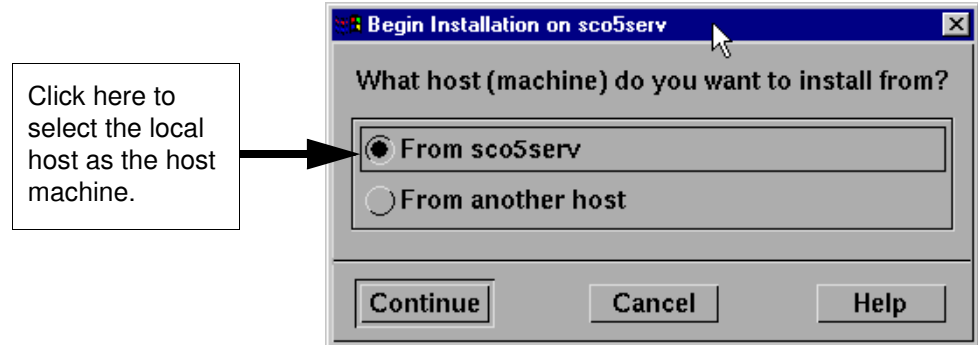 Begin Installation on sco5serv
What host (machine) do you want to install from?
Click here to
select the local
host as the host
machine.
From sco5serv
From another host
Continue
Cancel
Help